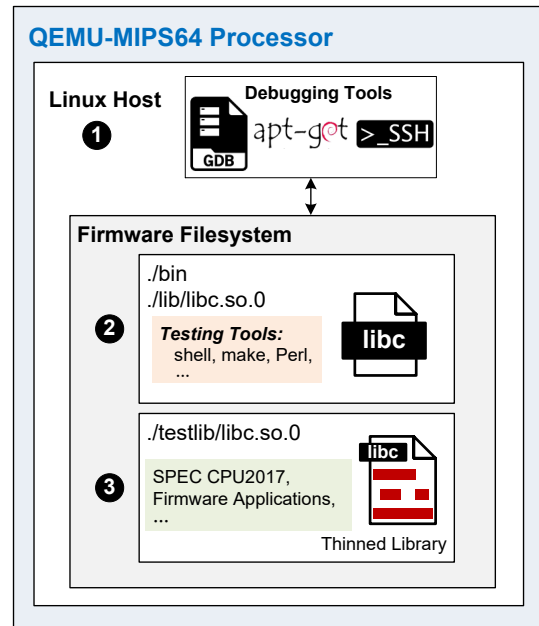 QEMU-MIPS64 Processor
Linux Host
1
Debugging Tools
GDB
apt-get
>_SSH
Firmware Filesystem
2
./bin
./lib/libc.so.0
Testing Tools:
shell, make, Perl,
...
libc
3
./testlib/libc.so.0
SPEC CPU2017,
Firmware Applications,
...
libc
Thinned Library